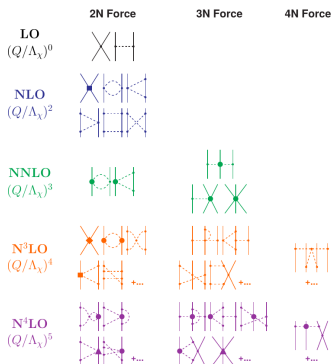 2N Force 3N Force 4N Force
LO
(Q/Λχ)⁰
NLO
(Q/Λχ)²
NNLO
(Q/Λχ)³
N³LO
(Q/Λχ)⁴
+... +... +...
N⁴LO
(Q/Λχ)⁵
+... +... +...